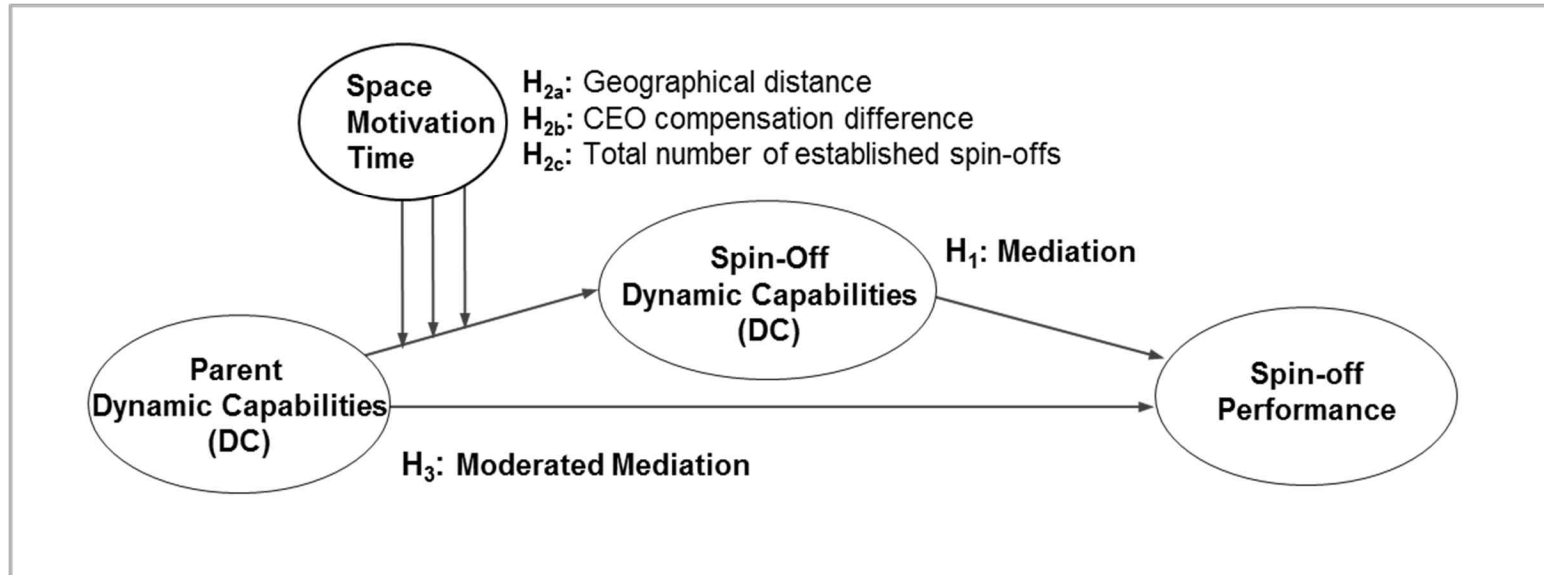 Space
Motivation
Time
H2a: Geographical distance
H2b: CEO compensation difference
H2c: Total number of established spin-offs
Spin-Off
Dynamic Capabilities
(DC)
H1: Mediation
Parent
Dynamic Capabilities
(DC)
Spin-off
Performance
H3: Moderated Mediation